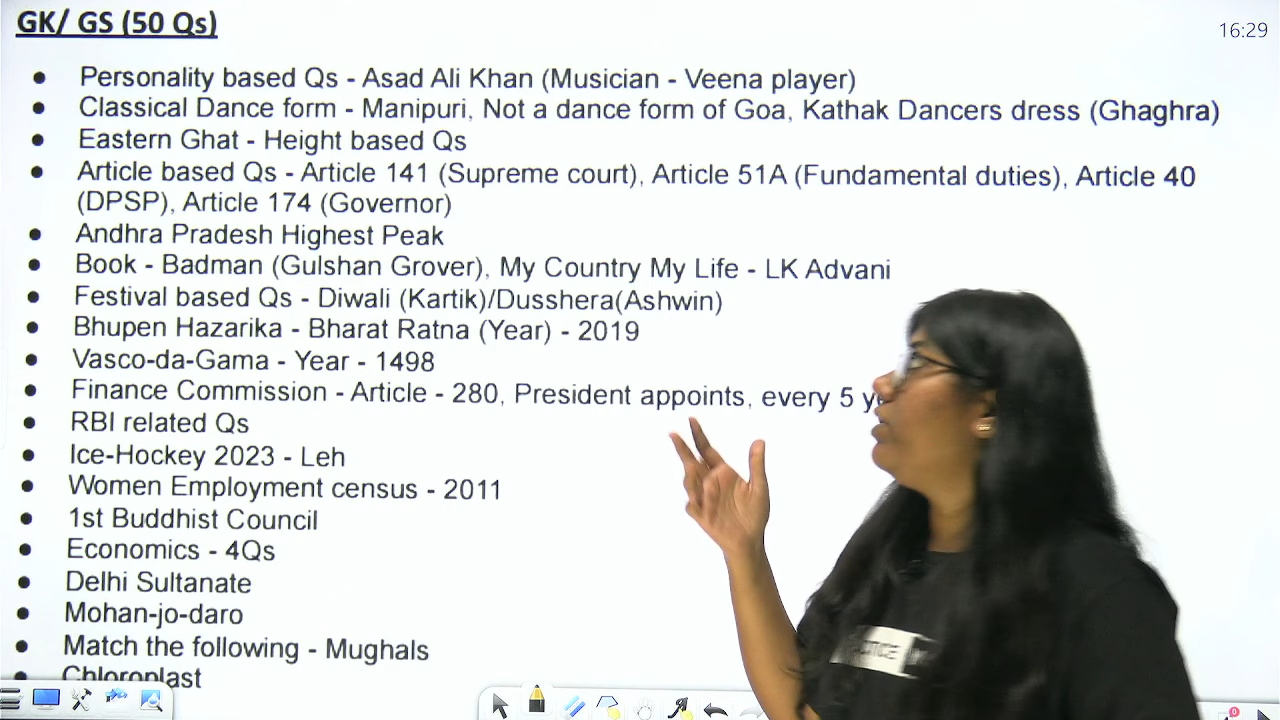 GK/ GS (50 Qs)
16:29
Personality based Qs - Asad Ali Khan (Musician - Veena player)
Classical Dance form - Manipuri, Not a dance form of Goa, Kathak Dancers dress (Ghaghra)
Eastern Ghat - Height based Qs
Article based Qs - Article 141 (Supreme court), Article 51A (Fundamental duties), Article 40
(DPSP), Article 174 (Governor)
Andhra Pradesh Highest Peak
Book - Badman (Gulshan Grover), My Country My Life - LK Advani
Festival based Qs - Diwali (Kartik)/Dusshera(Ashwin)
Bhupen Hazarika - Bharat Ratna (Year) - 2019
Vasco-da-Gama - Year - 1498
Finance Commission - Article - 280, President appoints, every 5
RBI related Qs
Ice-Hockey 2023 - Leh
Women Employment census - 2011
1st Buddhist Council
Economics - 4Qs
Delhi Sultanate
Mohan-jo-daro
Match the following - Mughals
Chloroplast